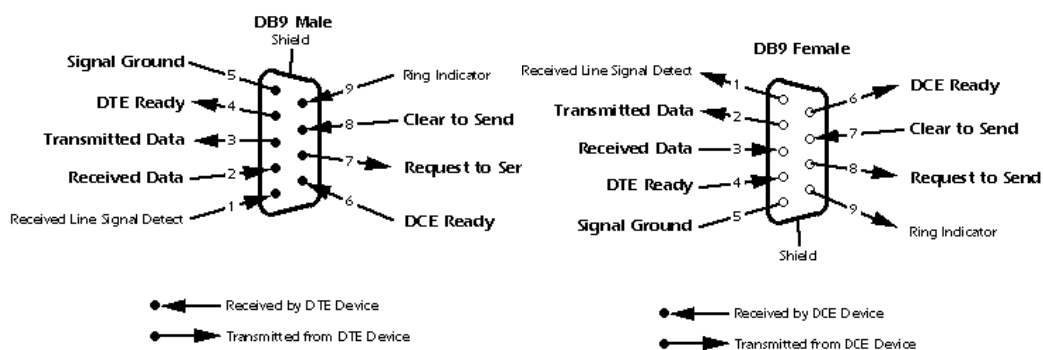 DB9 Male
Shield
Signal Ground
5
9
Ring Indicator
DTE Ready
4
8
Clear to Send
Transmitted Data
3
7
Request to Ser
Received Data
2
6
DCE Ready
Received Line Signal Detect
1
Received by DTE Device
Transmitted from DTE Device
DB9 Female
Received Line Signal Detect
1
6
DCE Ready
Transmitted Data
2
7
Clear to Send
Received Data
3
8
Request to Send
DTE Ready
4
9
Ring Indicator
Signal Ground
5
Shield
Received by DCE Device
Transmitted from DCE Device